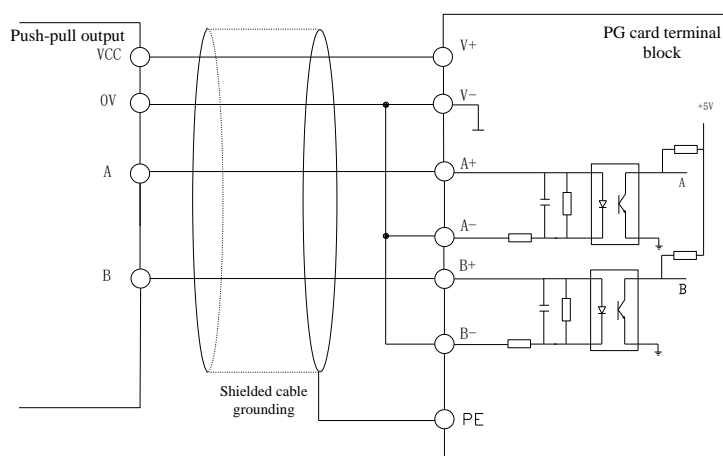 Push-pull output
PG card terminal
block
VCC
V+
0V
V-
+5V
A
A+
A
A-
B
B+
B
B-
Shielded cable
grounding
PE